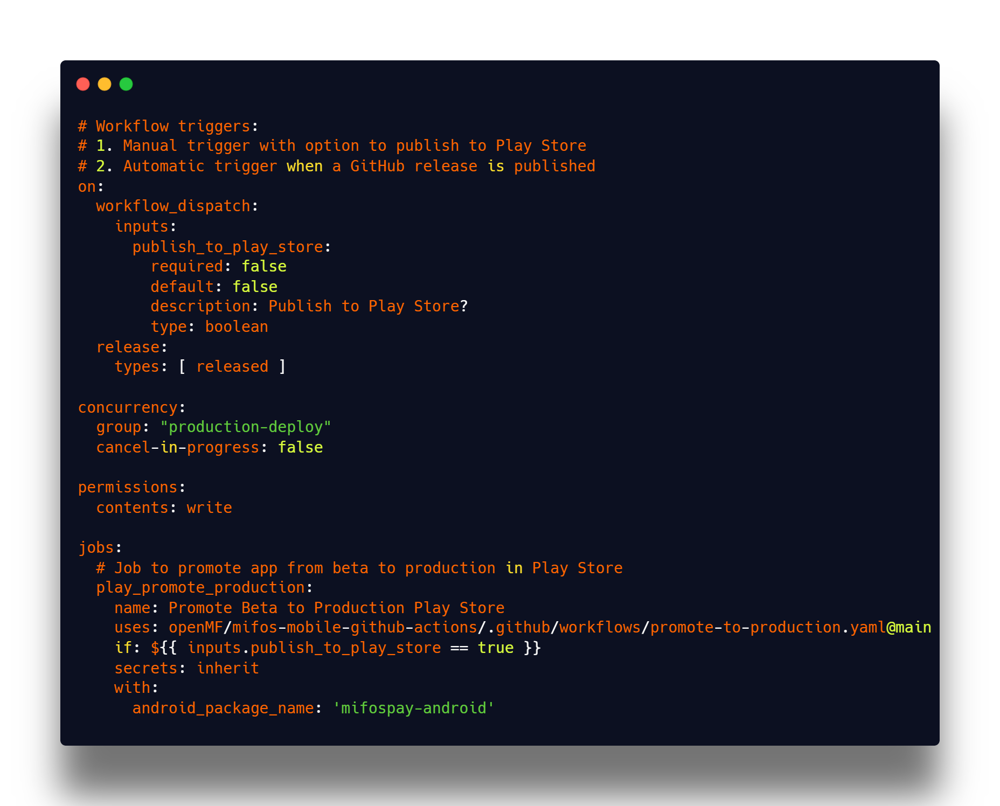 # Workflow triggers:
# 1. Manual trigger with option to publish to Play Store
# 2. Automatic trigger when a GitHub release is published
on:
  workflow_dispatch:
    inputs:
      publish_to_play_store:
        required: false
        default: false
        description: Publish to Play Store?
        type: boolean
  release:
    types: [ released ]

concurrency:
  group: "production-deploy"
  cancel-in-progress: false

permissions:
  contents: write

jobs:
  # Job to promote app from beta to production in Play Store
  play_promote_production:
    name: Promote Beta to Production Play Store
    uses: openMF/mifos-mobile-github-actions/.github/workflows/promote-to-production.yaml@main
    if: ${{ inputs.publish_to_play_store == true }}
    secrets: inherit
    with:
      android_package_name: 'mifospay-android'